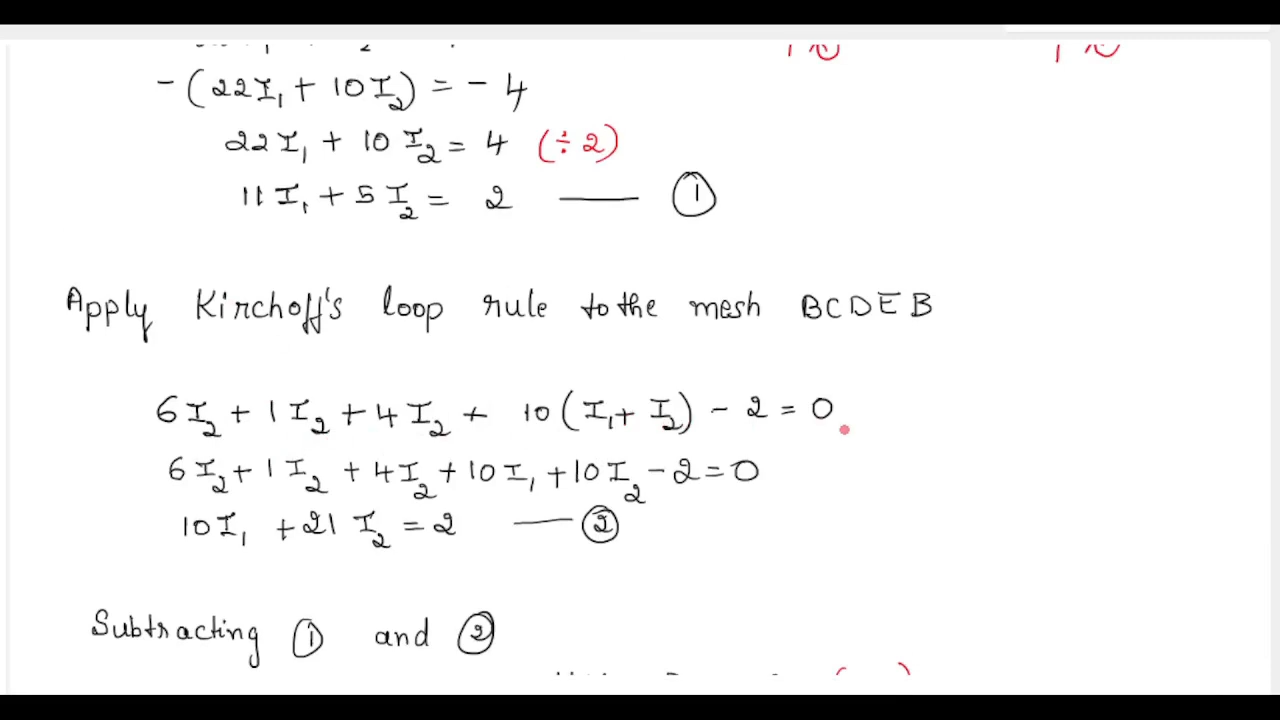 -(22I₁ + 10I₂) = -4
22I₁ + 10I₂ = 4 (÷2)
11I₁ + 5I₂ = 2 —— ①
Apply Kirchoff's loop rule to the mesh BCDEB
6I₂ + 1I₂ + 4I₂ + 10(I₁ + I₂) - 2 = 0
6I₂ + 1I₂ + 4I₂ + 10I₁ + 10I₂ - 2 = 0
10I₁ + 21I₂ = 2 —— ②
Subtracting ① and ②